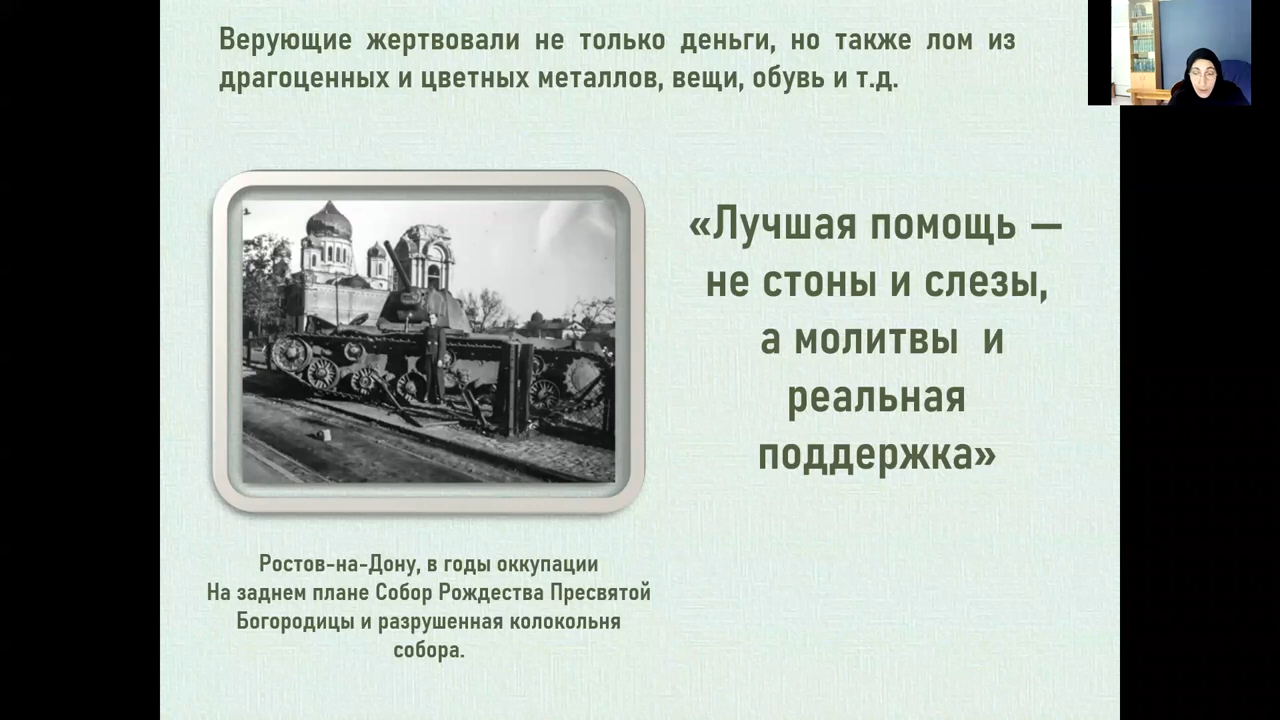 Верующие жертвовали не только деньги, но также лом из
драгоценных и цветных металлов, вещи, обувь и т.д.
«Лучшая помощь —
не стоны и слезы,
а молитвы и
реальная
поддержка»
Ростов-на-Дону, в годы оккупации
На заднем плане Собор Рождества Пресвятой
Богородицы и разрушенная колокольня
собора.